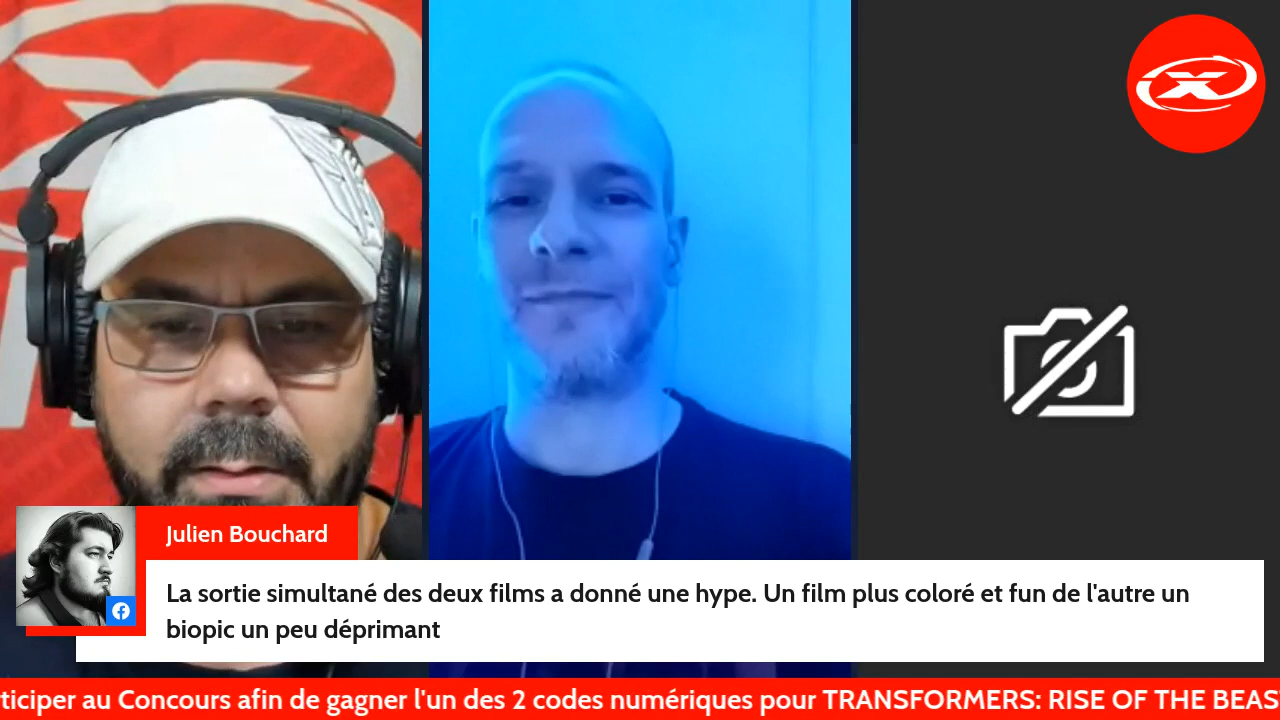 Julien Bouchard
La sortie simultané des deux films a donné une hype. Un film plus coloré et fun de l'autre un
biopic un peu déprimant
ticiper au Concours afin de gagner l'un des 2 codes numériques pour TRANSFORMERS: RISE OF THE BEAS